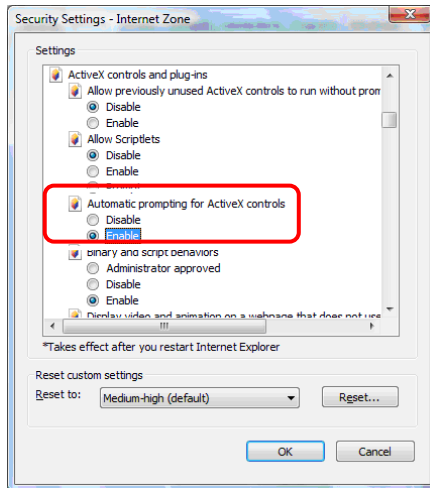 Security Settings - Internet Zone
Settings
ActiveX controls and plug-ins
Allow previously unused ActiveX controls to run without prom
Disable
Enable
Allow Scriptlets
Disable
Enable
Automatic prompting for ActiveX controls
Disable
Enable
Binary and script behaviors
Administrator approved
Disable
Enable
Display video and animation on a webpage that does not use
*Takes effect after you restart Internet Explorer
Reset custom settings
Reset to:
Medium-high (default)
Reset...
OK
Cancel